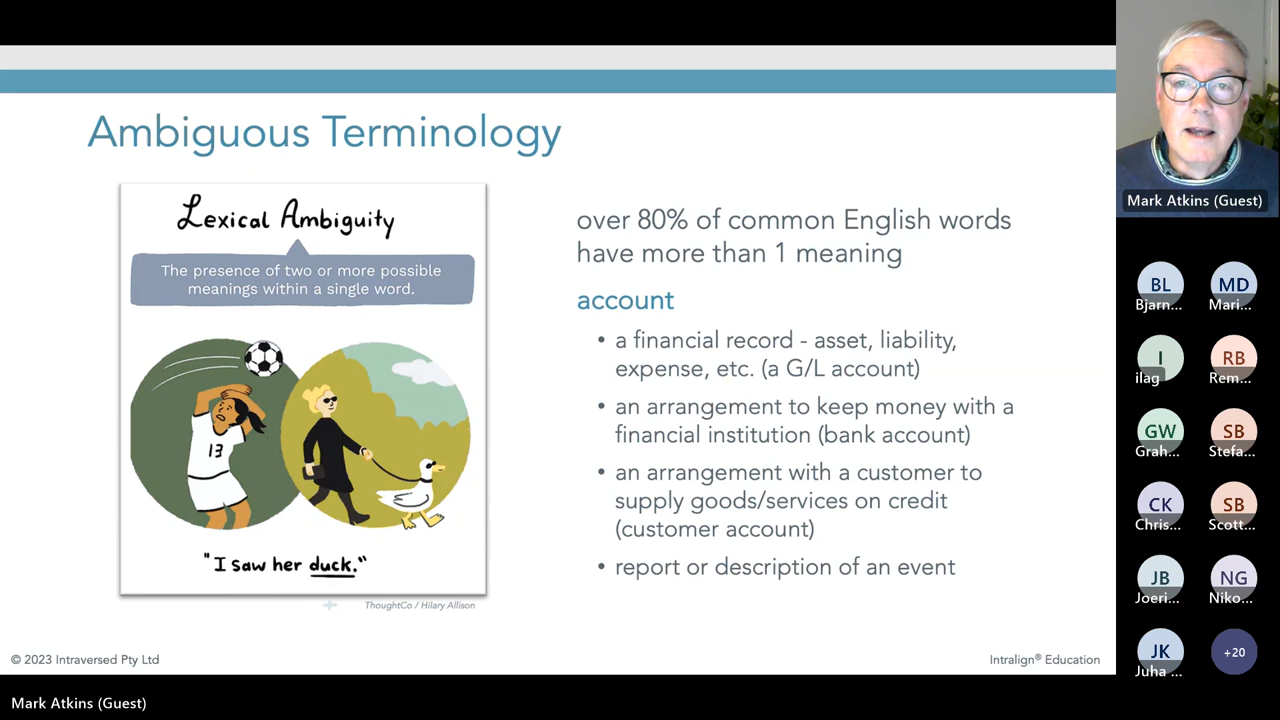 Ambiguous Terminology
Lexical Ambiguity
The presence of two or more possible
meanings within a single word.
13
"I saw her duck."
ThoughtCo / Hilary Allison
over 80% of common English words
have more than 1 meaning
account
• a financial record - asset, liability,
expense, etc. (a G/L account)
• an arrangement to keep money with a
financial institution (bank account)
• an arrangement with a customer to
supply goods/services on credit
(customer account)
• report or description of an event
© 2023 Intraversed Pty Ltd
Intralign® Education
Mark Atkins (Guest)
Mark Atkins (Guest)
BL
MD
Bjarn...
Mari...
I
RB
ilag
Rem...
GW
SB
Grah...
Stefa...
CK
SB
Chris...
Scott...
JB
NG
Joeri...
Niko...
JK
+20
Juha ...